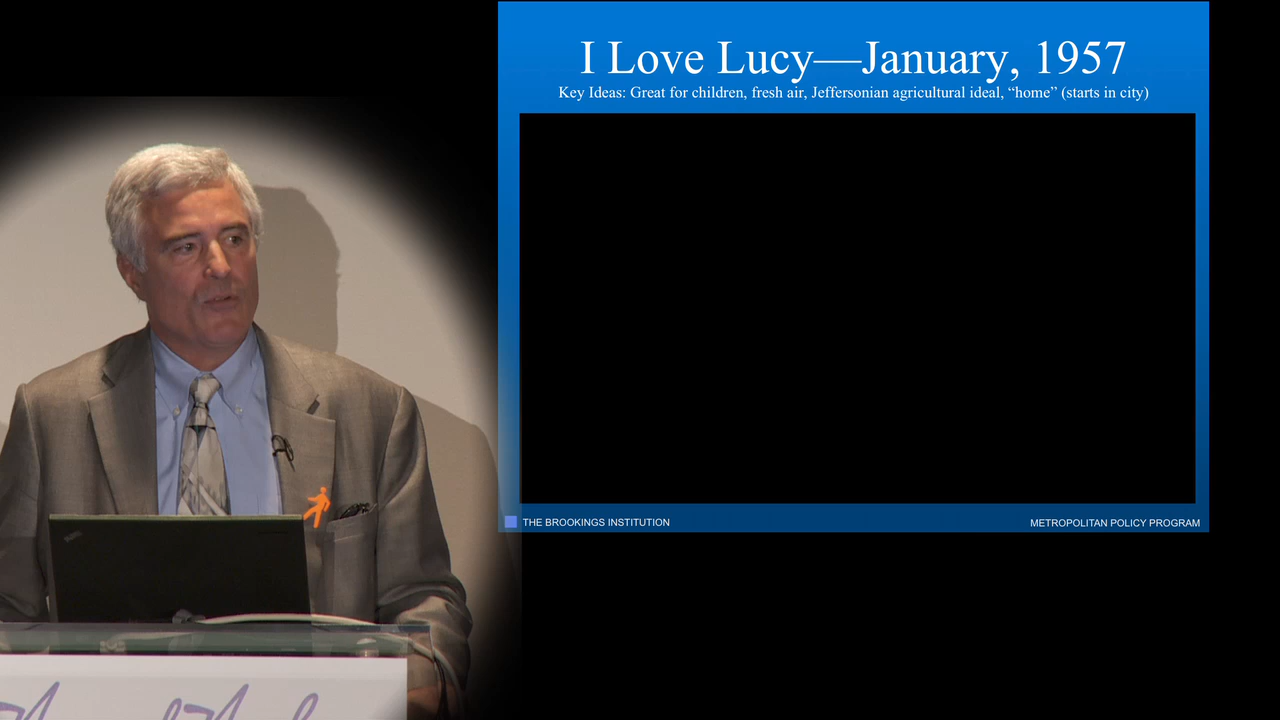 I Love Lucy—January, 1957
Key Ideas: Great for children, fresh air, Jeffersonian agricultural ideal, “home” (starts in city)
THE BROOKINGS INSTITUTION
METROPOLITAN POLICY PROGRAM